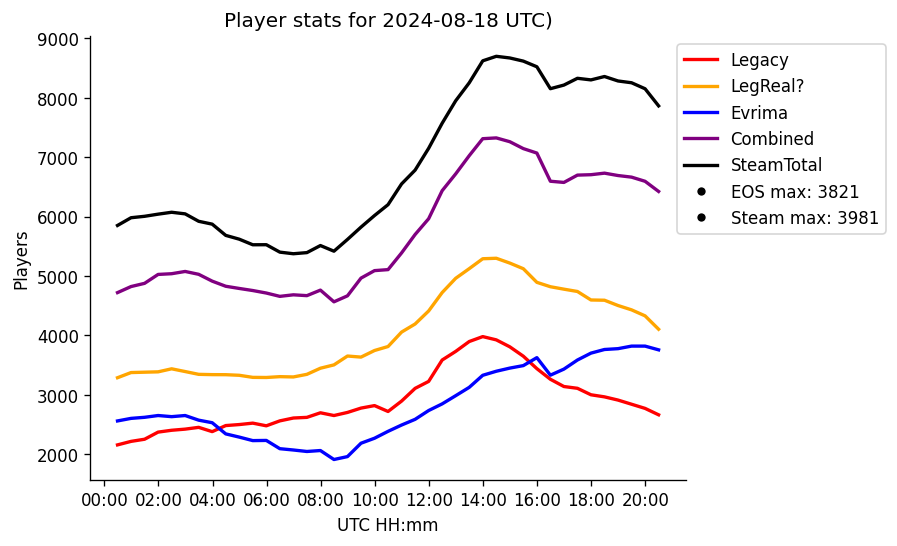 Player stats for 2024-08-18 UTC)
9000
8000
7000
6000
5000
4000
3000
2000
Players
00:00 02:00 04:00 06:00 08:00 10:00 12:00 14:00 16:00 18:00 20:00
UTC HH:mm
Legacy
LegReal?
Evrima
Combined
SteamTotal
EOS max: 3821
Steam max: 3981